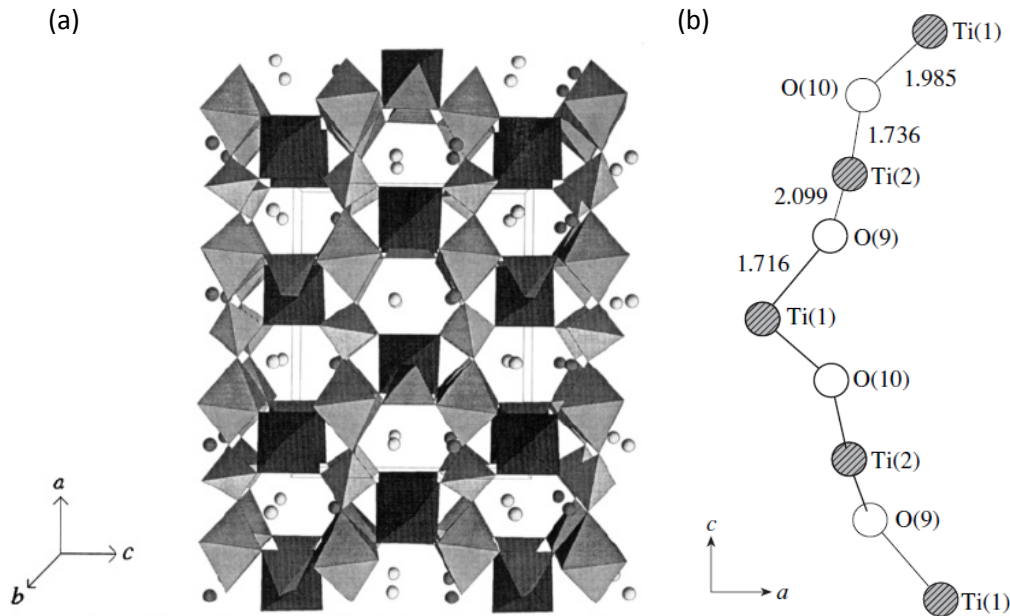 (a)
a
c
b
(b)
Ti(1)
1.985
O(10)
1.736
Ti(2)
2.099
O(9)
1.716
Ti(1)
O(10)
Ti(2)
O(9)
Ti(1)
c
a